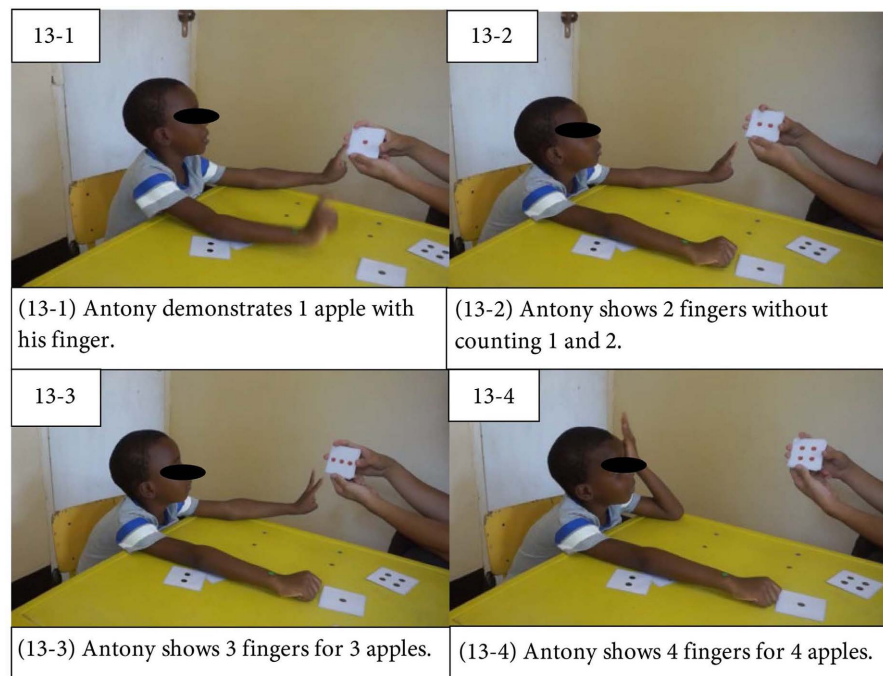 13-1
13-2
(13-1) Antony demonstrates 1 apple with
his finger.
(13-2) Antony shows 2 fingers without
counting 1 and 2.
13-3
13-4
(13-3) Antony shows 3 fingers for 3 apples.
(13-4) Antony shows 4 fingers for 4 apples.